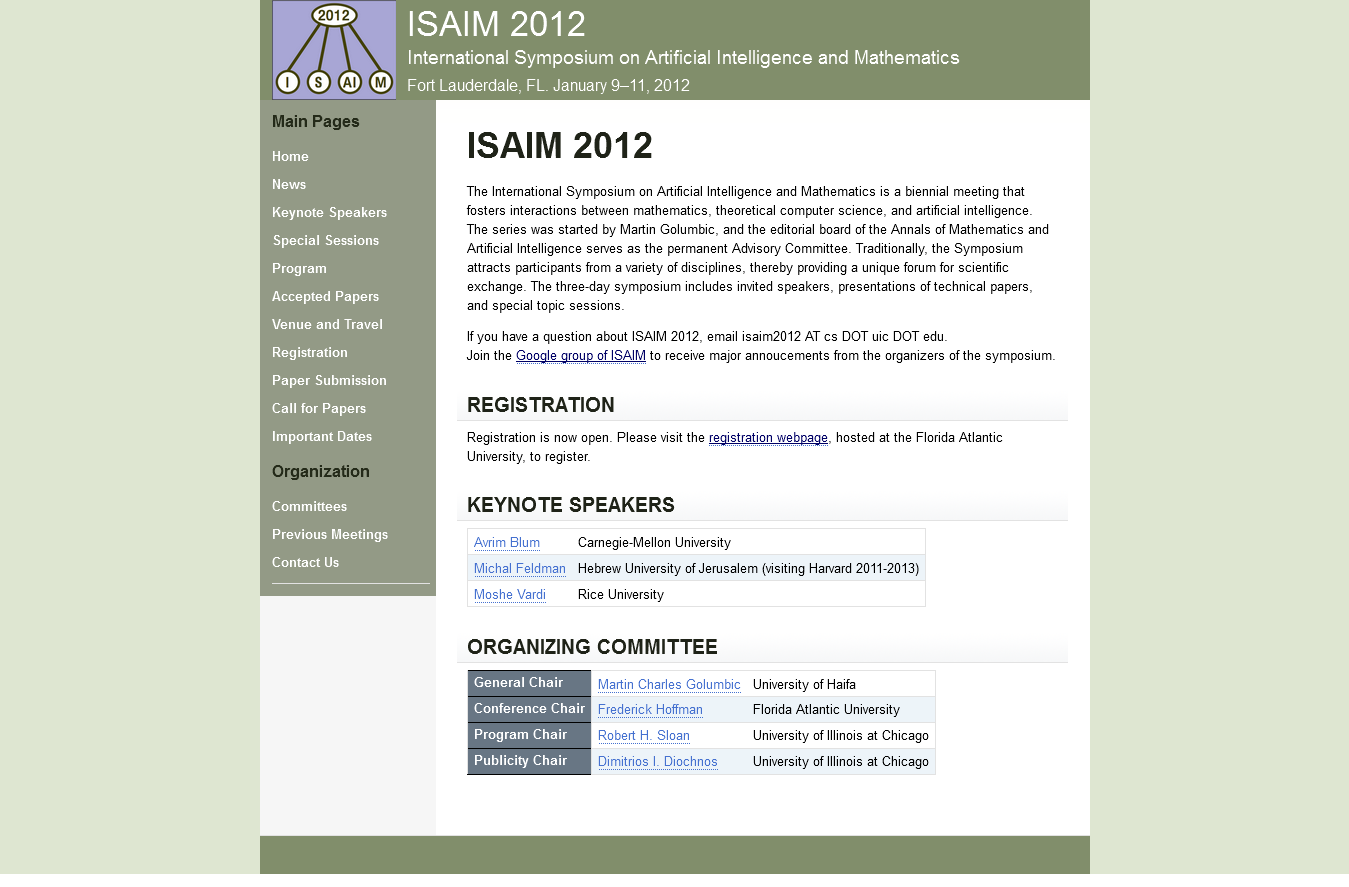 2012
I S AI M
ISAIM 2012
International Symposium on Artificial Intelligence and Mathematics
Fort Lauderdale, FL. January 9–11, 2012
Main Pages
Home
News
Keynote Speakers
Special Sessions
Program
Accepted Papers
Venue and Travel
Registration
Paper Submission
Call for Papers
Important Dates
Organization
Committees
Previous Meetings
Contact Us
ISAIM 2012
The International Symposium on Artificial Intelligence and Mathematics is a biennial meeting that
fosters interactions between mathematics, theoretical computer science, and artificial intelligence.
The series was started by Martin Golumbic, and the editorial board of the Annals of Mathematics and
Artificial Intelligence serves as the permanent Advisory Committee. Traditionally, the Symposium
attracts participants from a variety of disciplines, thereby providing a unique forum for scientific
exchange. The three-day symposium includes invited speakers, presentations of technical papers,
and special topic sessions.
If you have a question about ISAIM 2012, email isaim2012 AT cs DOT uic DOT edu.
Join the Google group of ISAIM to receive major annoucements from the organizers of the symposium.
REGISTRATION
Registration is now open. Please visit the registration webpage, hosted at the Florida Atlantic
University, to register.
KEYNOTE SPEAKERS
Avrim Blum Carnegie-Mellon University
Michal Feldman Hebrew University of Jerusalem (visiting Harvard 2011-2013)
Moshe Vardi Rice University
ORGANIZING COMMITTEE
General Chair Martin Charles Golumbic University of Haifa
Conference Chair Frederick Hoffman Florida Atlantic University
Program Chair Robert H. Sloan University of Illinois at Chicago
Publicity Chair Dimitrios I. Diochnos University of Illinois at Chicago